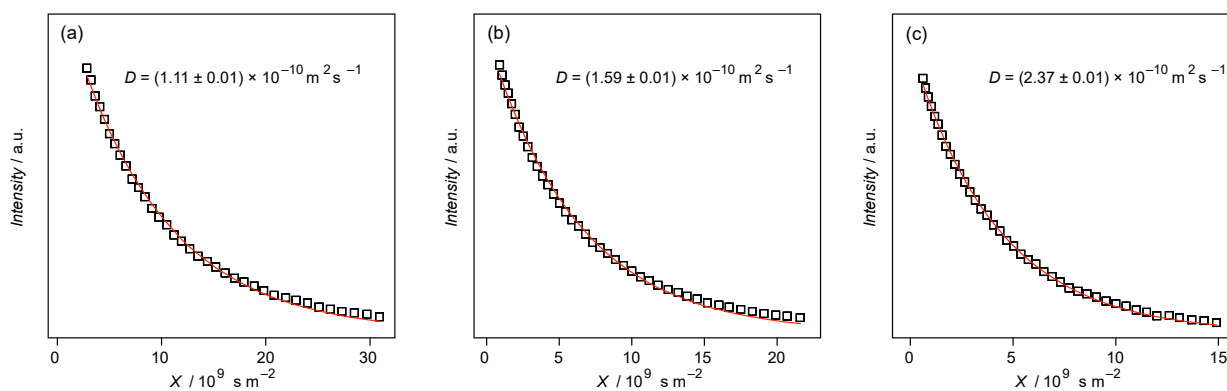 (a)
D = (1.11 ± 0.01) × 10⁻¹⁰ m² s⁻¹
Intensity / a.u.
0 10 20 30
X / 10⁹ s m⁻²
(b)
D = (1.59 ± 0.01) × 10⁻¹⁰ m² s⁻¹
Intensity / a.u.
0 5 10 15 20
X / 10⁹ s m⁻²
(c)
D = (2.37 ± 0.01) × 10⁻¹⁰ m² s⁻¹
Intensity / a.u.
0 5 10 15
X / 10⁹ s m⁻²